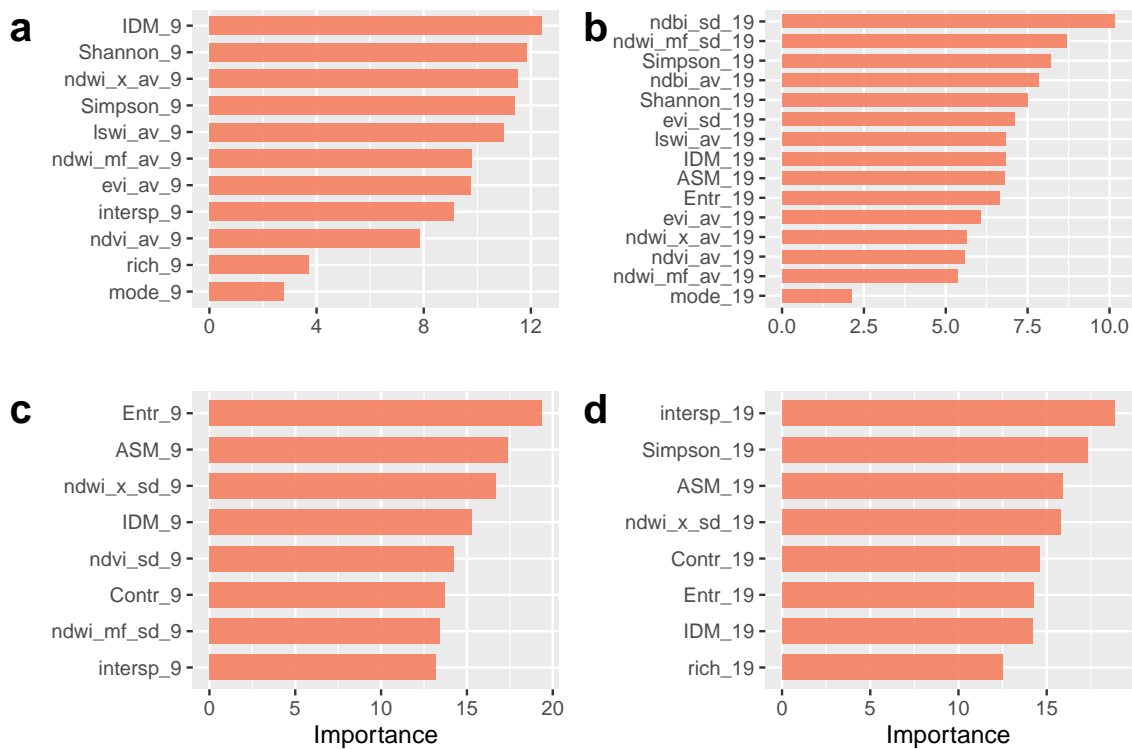 a
IDM_9
Shannon_9
ndwi_x_av_9
Simpson_9
lswi_av_9
ndwi_mf_av_9
evi_av_9
intersp_9
ndvi_av_9
rich_9
mode_9
0 4 8 12
b
ndbi_sd_19
ndwi_mf_sd_19
Simpson_19
ndbi_av_19
Shannon_19
evi_sd_19
lswi_av_19
IDM_19
ASM_19
Entr_19
evi_av_19
ndwi_x_av_19
ndvi_av_19
ndwi_mf_av_19
mode_19
0.0 2.5 5.0 7.5 10.0
c
Entr_9
ASM_9
ndwi_x_sd_9
IDM_9
ndvi_sd_9
Contr_9
ndwi_mf_sd_9
intersp_9
0 5 10 15 20
Importance
d
intersp_19
Simpson_19
ASM_19
ndwi_x_sd_19
Contr_19
Entr_19
IDM_19
rich_19
0 5 10 15
Importance